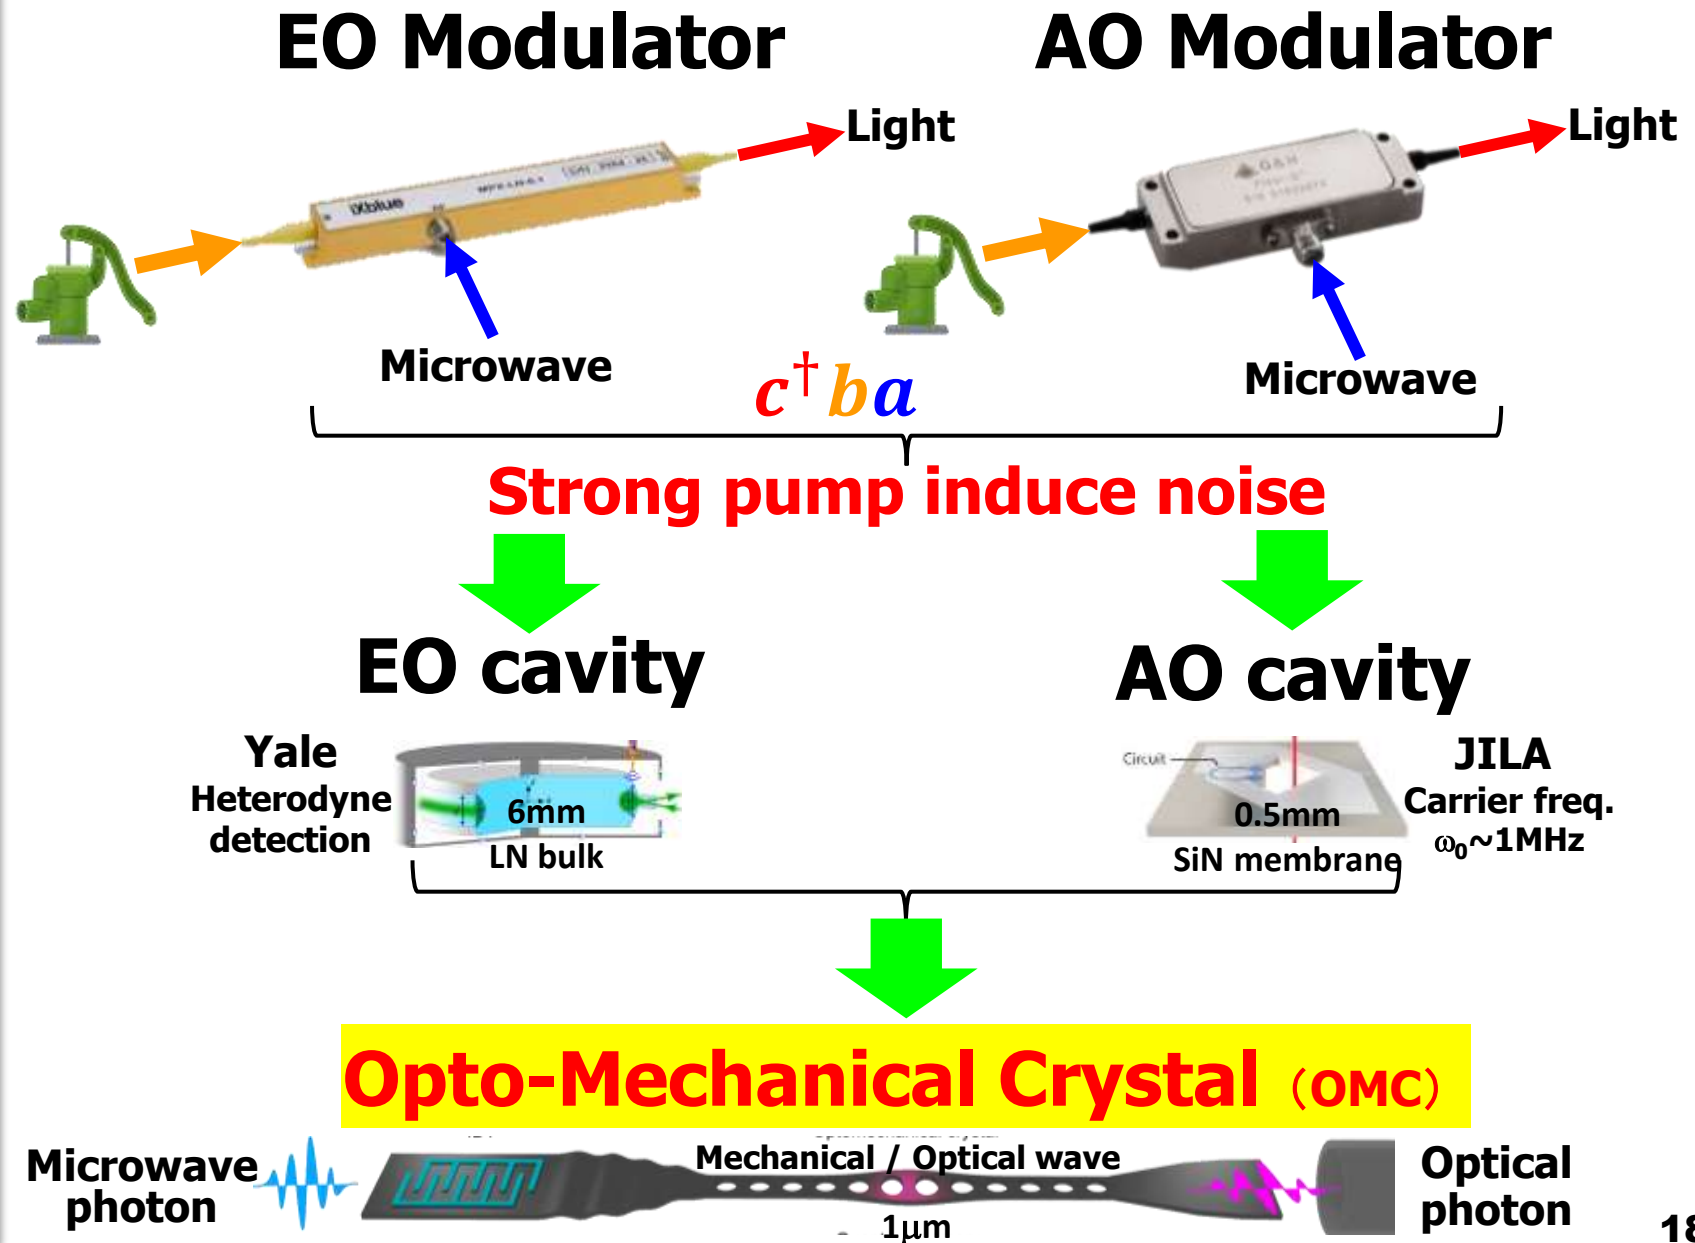 EO Modulator
AO Modulator
Light
Light
iXblue
G&H
Microwave
Microwave
c†ba
Strong pump induce noise
EO cavity
AO cavity
Yale
Heterodyne
detection
6mm
LN bulk
Circuit
0.5mm
SiN membrane
JILA
Carrier freq.
ω0~1MHz
Opto-Mechanical Crystal（OMC）
Microwave
photon
Mechanical / Optical wave
1μm
Optical
photon
18